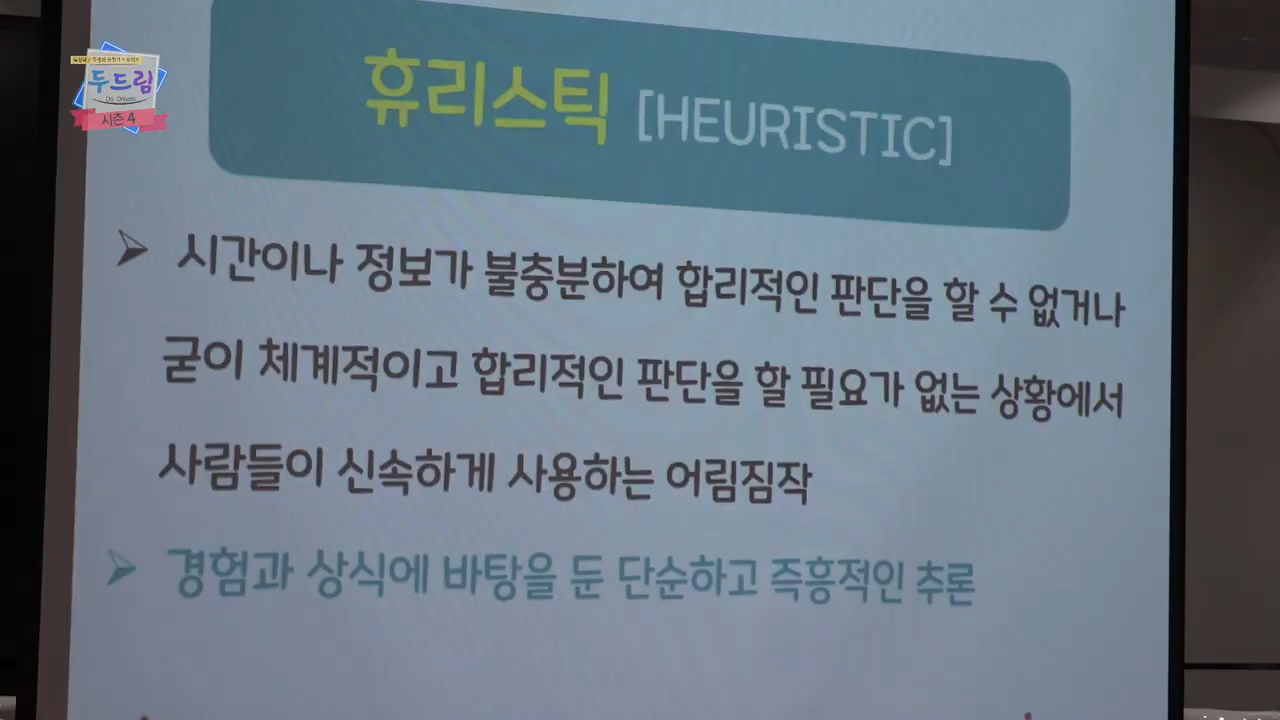 두드림
Do Dream
시즌 4
휴리스틱 [HEURISTIC]
시간이나 정보가 불충분하여 합리적인 판단을 할 수 없거나
굳이 체계적이고 합리적인 판단을 할 필요가 없는 상황에서
사람들이 신속하게 사용하는 어림짐작
경험과 상식에 바탕을 둔 단순하고 즉흥적인 추론